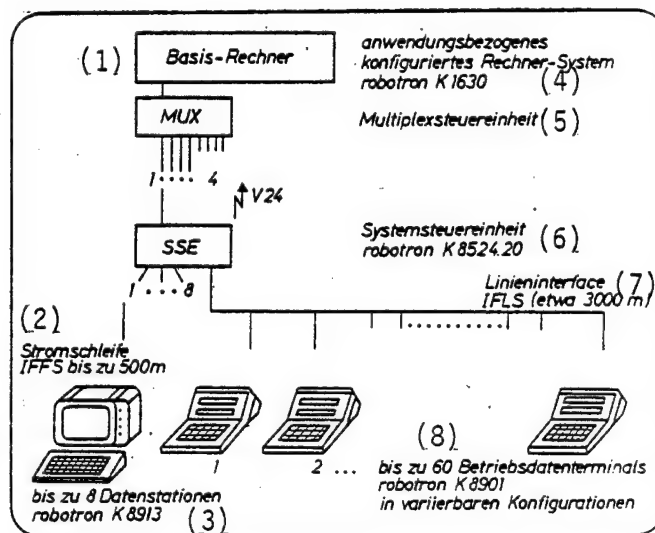 (1)
Basis-Rechner
anwendungsbezogenes
konfiguriertes Rechner-System
robotron K 1630 (4)
MUX
Multiplexsteuereinheit (5)
1 . . . . 4
V24
SSE
Systemsteuereinheit
robotron K 8524.20 (6)
1 . . . . 8
Linieninterface (7)
IFLS (etwa 3000 m)
(2)
Stromschleife
IFFS bis zu 500m
1
2 ...
(8)
bis zu 8 Datenstationen
robotron K 8913 (3)
bis zu 60 Betriebsdatenterminals
robotron K 8901
in variierbaren Konfigurationen